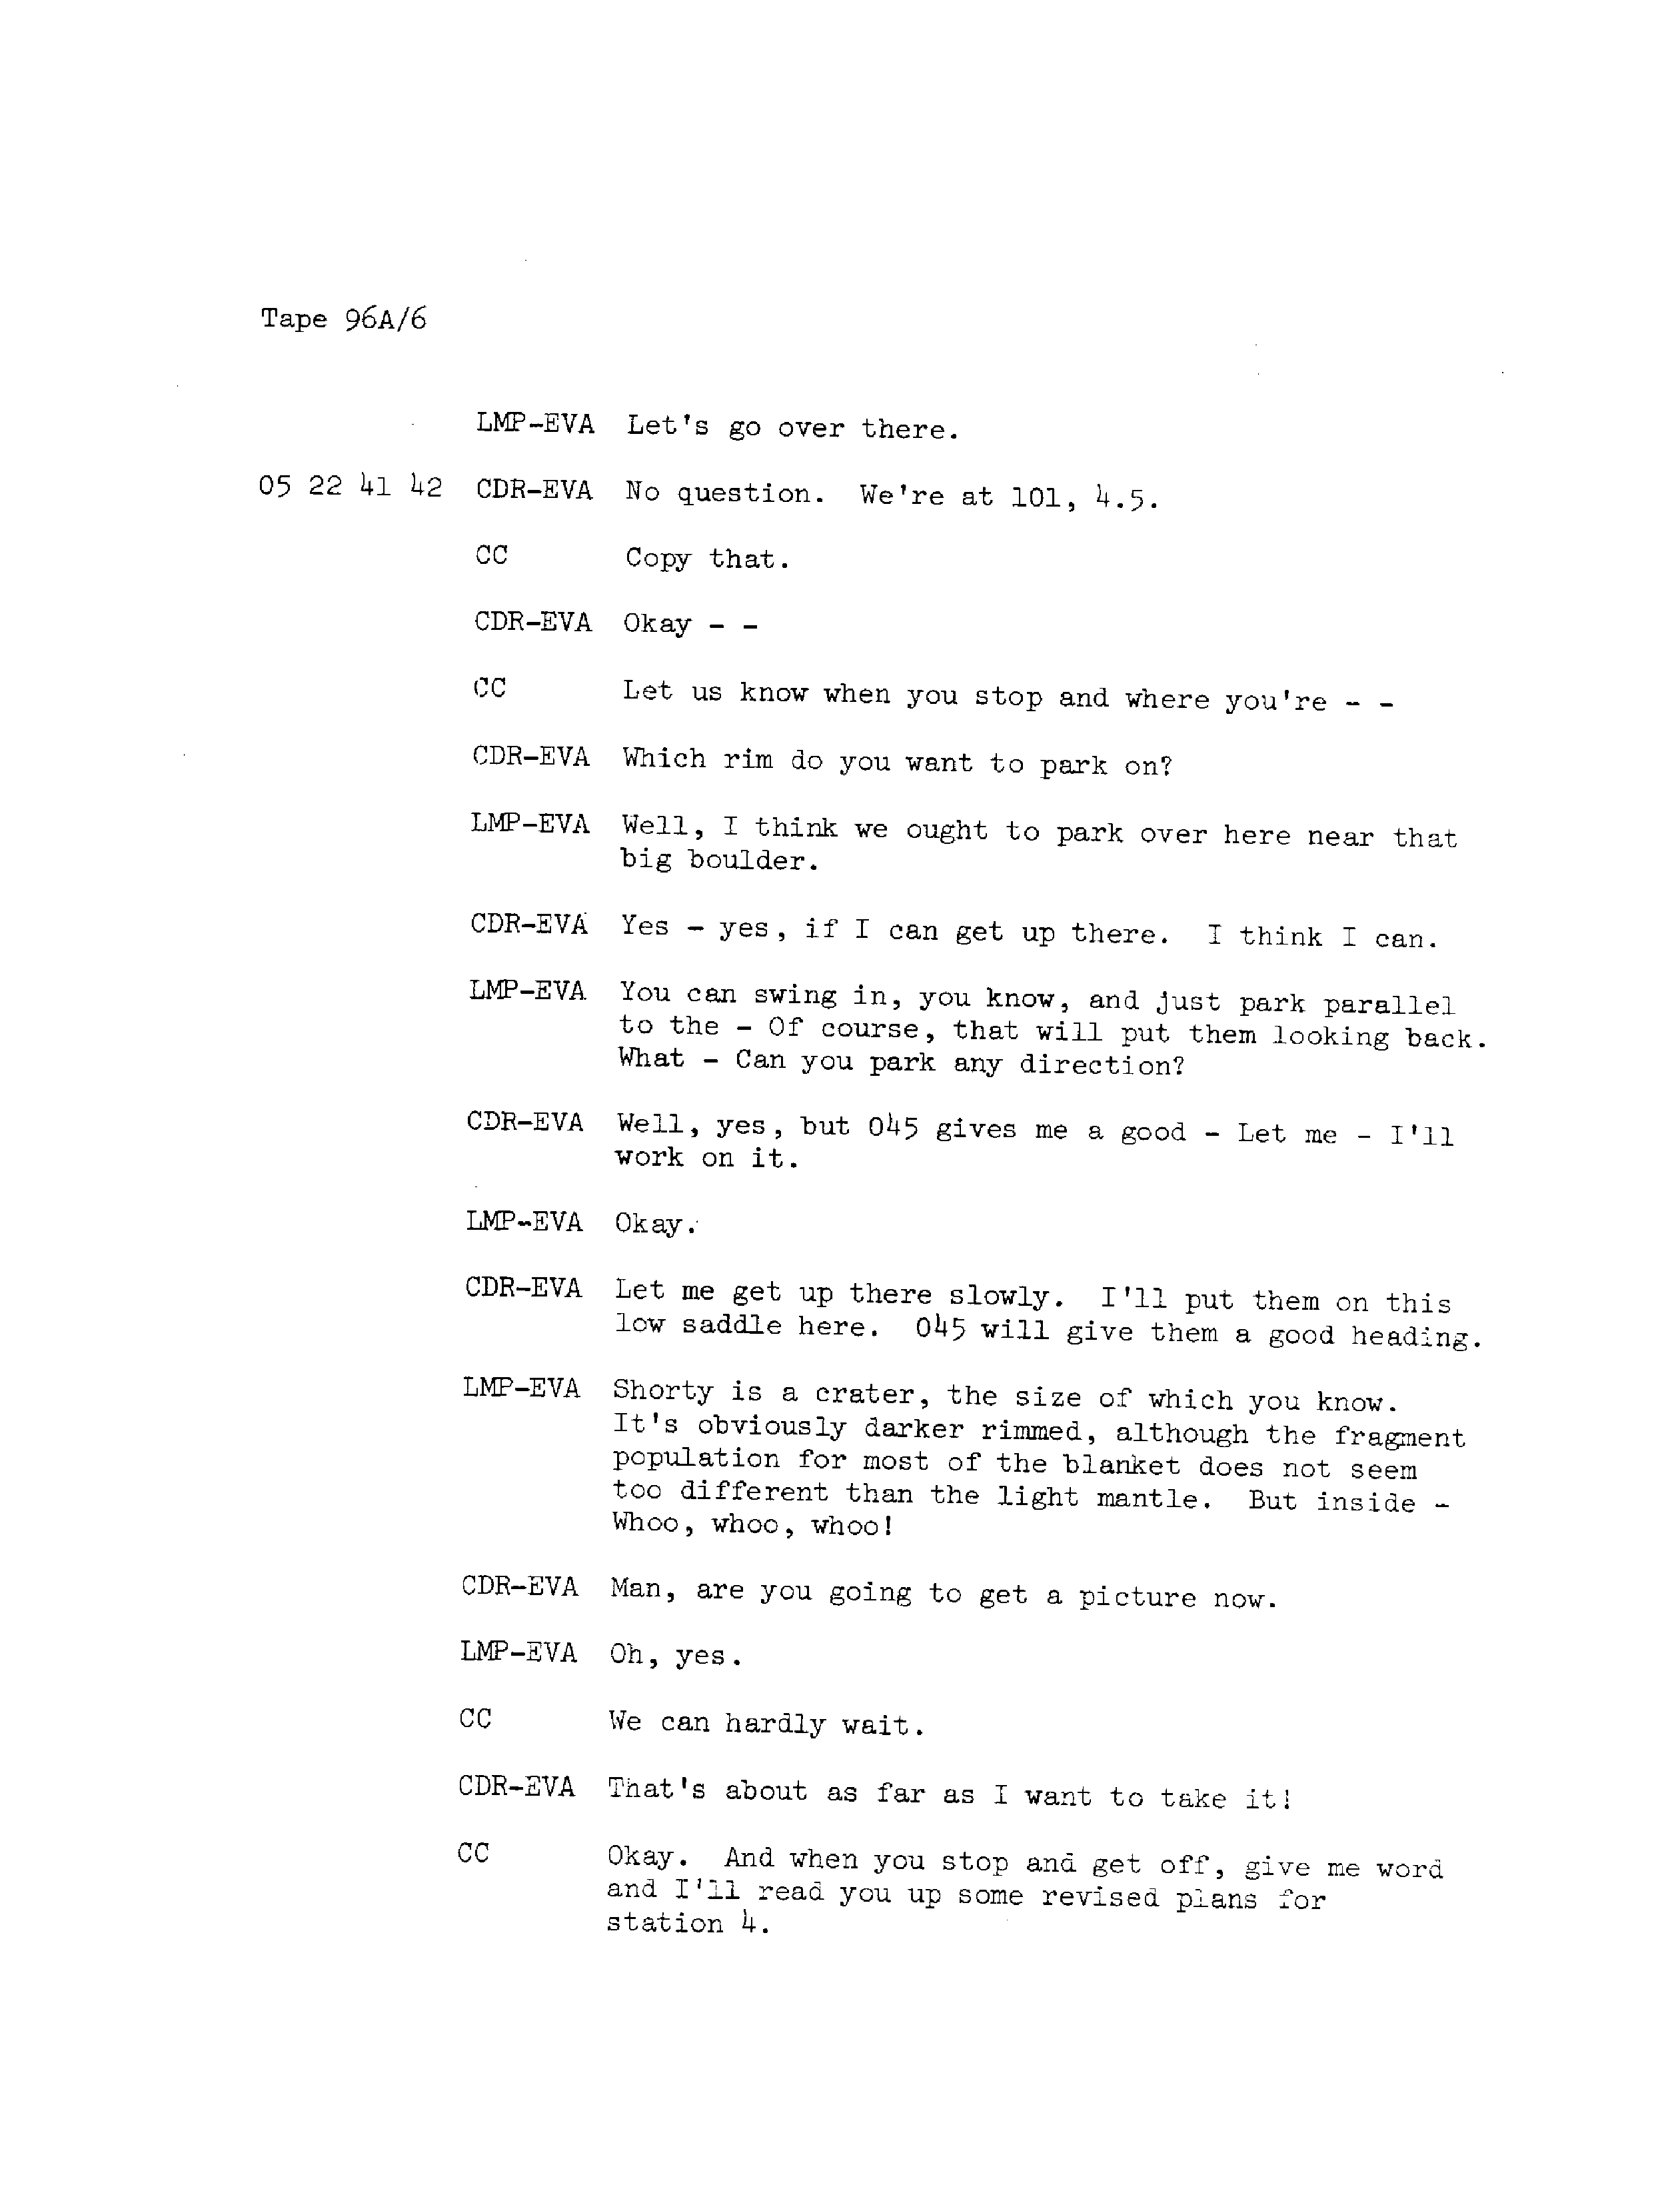 Tape 96A/6
LMP-EVA Let's go over there.
05 22 41 42 CDR-EVA No question. We're at 101, 4.5.
CC Copy that.
CDR-EVA Okay - -
CC Let us know when you stop and where you're - -
CDR-EVA Which rim do you want to park on?
LMP-EVA Well, I think we ought to park over here near that
big boulder.
CDR-EVA Yes - yes, if I can get up there. I think I can.
LMP-EVA You can swing in, you know, and just park parallel
to the - Of course, that will put them looking back.
What - Can you park any direction?
CDR-EVA Well, yes, but 045 gives me a good - Let me - I'll
work on it.
LMP-EVA Okay.
CDR-EVA Let me get up there slowly. I'll put them on this
low saddle here. 045 will give them a good heading.
LMP-EVA Shorty is a crater, the size of which you know.
It's obviously darker rimmed, although the fragment
population for most of the blanket does not seem
too different than the light mantle. But inside -
Whoo, whoo, whoo!
CDR-EVA Man, are you going to get a picture now.
LMP-EVA Oh, yes.
CC We can hardly wait.
CDR-EVA That's about as far as I want to take it!
CC Okay. And when you stop and get off, give me word
and I'll read you up some revised plans for
station 4.